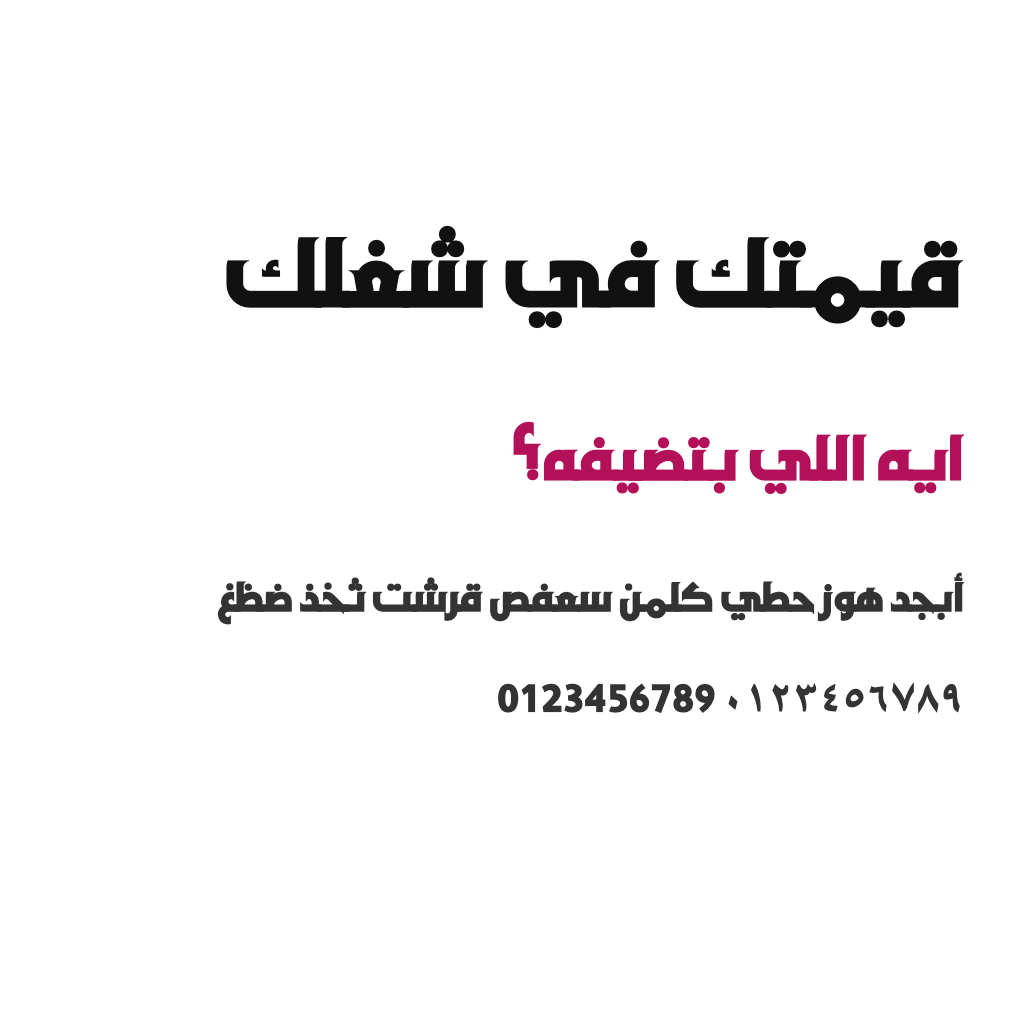 قيمتك في شغلك
ايه اللي بتضيفه؟
أبجد هوز حطي كلمن سعفص قرشت ثخذ ضظغ
0123456789 ٠١٢٣٤٥٦٧٨٩